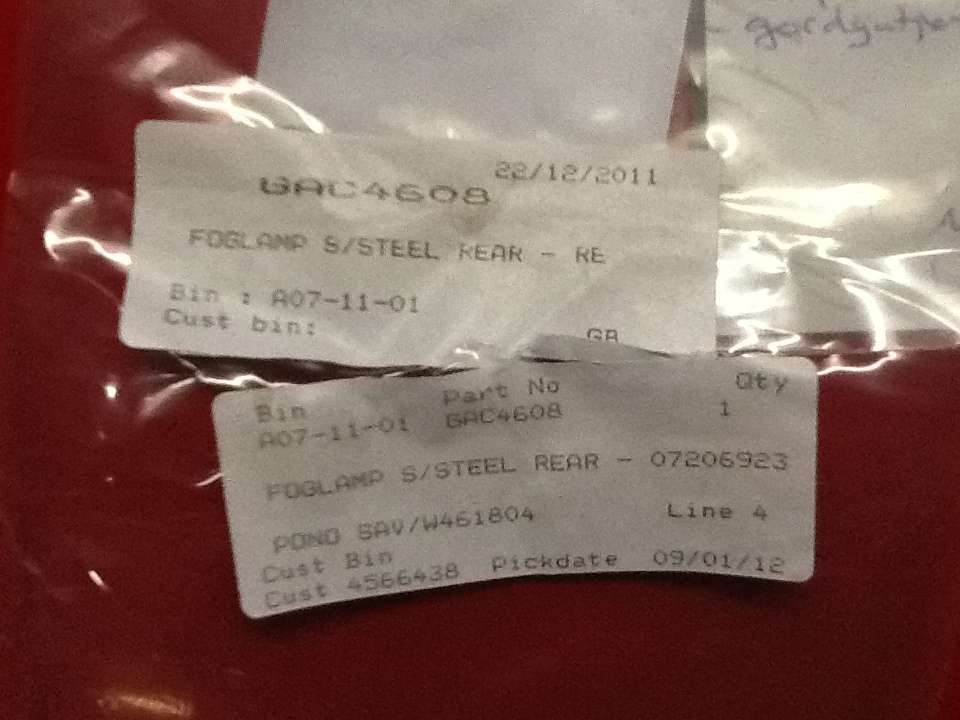 22/12/2011
GAC4608
FOGLAMP S/STEEL REAR - RE
Bin : A07-11-01
Cust bin:
GB
Bin Part No Qty
A07-11-01 GAC4608 1
FOGLAMP S/STEEL REAR - 07206923
PONO SAV/W461804 Line 4
Cust Bin
Cust 4566438 Pickdate 09/01/12